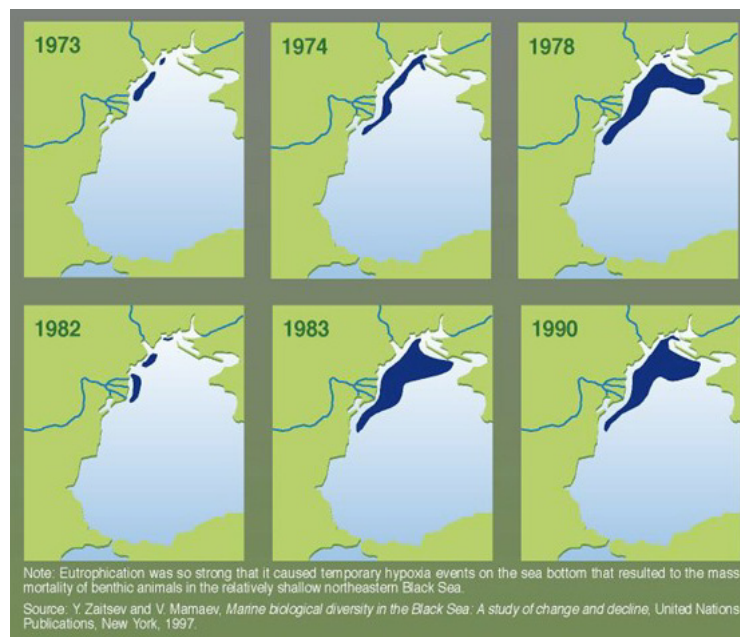 1973
1974
1978
1982
1983
1990
Note: Eutrophication was so strong that it caused temporary hypoxia events on the sea bottom that resulted to the mass
mortality of benthic animals in the relatively shallow northeastern Black Sea.
Source: Y. Zaitsev and V. Mamaev, Marine biological diversity in the Black Sea: A study of change and decline, United Nations
Publications, New York, 1997.